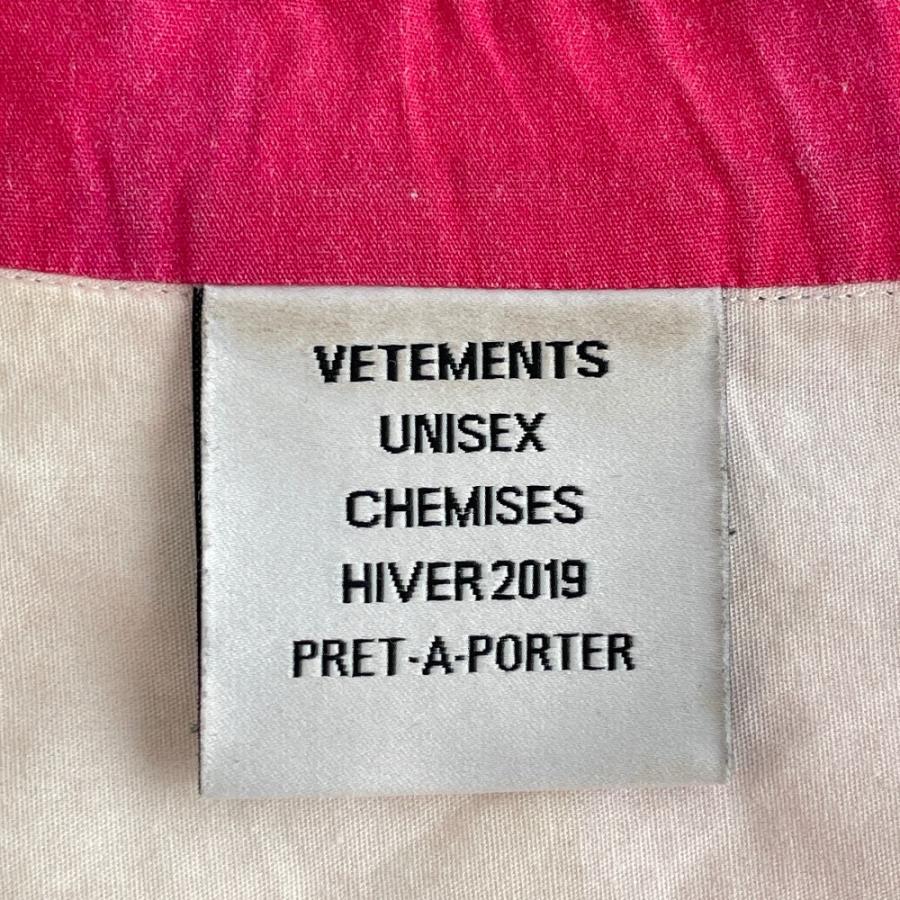 VETEMENTS
UNISEX
CHEMISES
HIVER 2019
PRET-A-PORTER